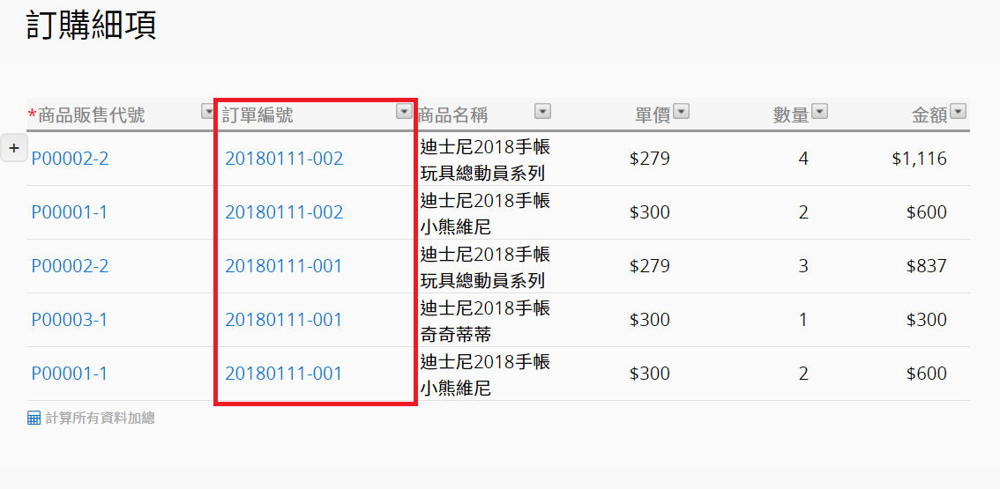 訂購細項
*商品販售代號 訂單編號 商品名稱 單價 數量 金額
+
P00002-2 20180111-002 迪士尼2018手帳 $279 4 $1,116
玩具總動員系列
P00001-1 20180111-002 迪士尼2018手帳 $300 2 $600
小熊維尼
P00002-2 20180111-001 迪士尼2018手帳 $279 3 $837
玩具總動員系列
P00003-1 20180111-001 迪士尼2018手帳 $300 1 $300
奇奇蒂蒂
P00001-1 20180111-001 迪士尼2018手帳 $300 2 $600
小熊維尼
計算所有資料加總